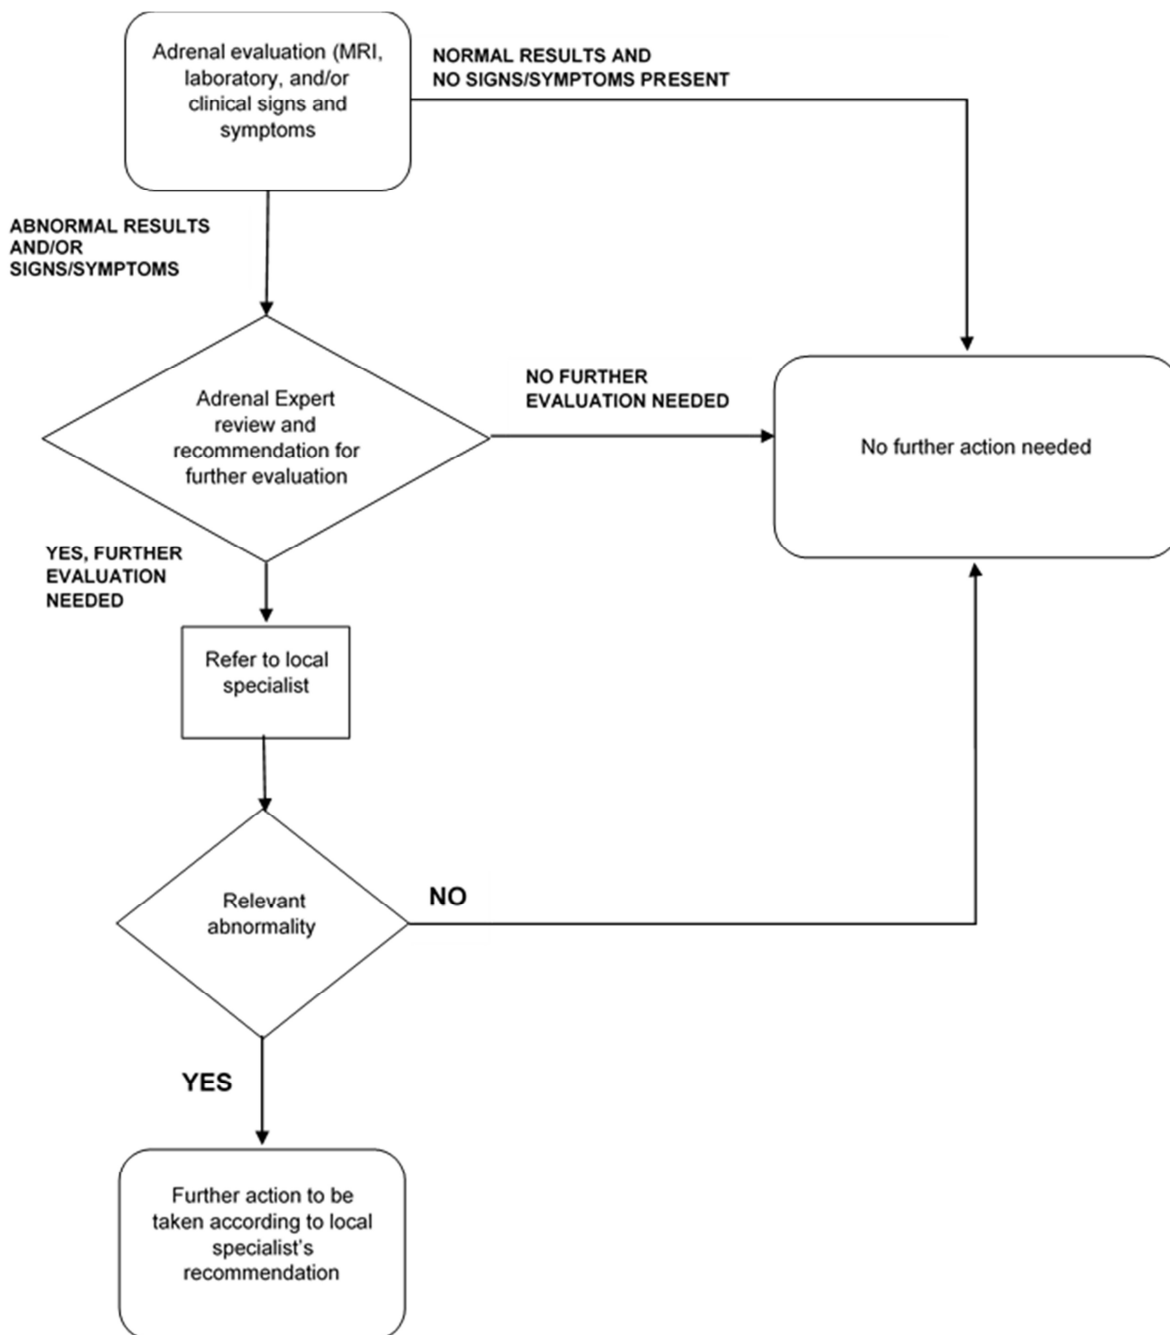 Adrenal evaluation (MRI,
laboratory, and/or
clinical signs and
symptoms
NORMAL RESULTS AND
NO SIGNS/SYMPTOMS PRESENT
ABNORMAL RESULTS
AND/OR
SIGNS/SYMPTOMS
Adrenal Expert
review and
recommendation for
further evaluation
NO FURTHER
EVALUATION NEEDED
No further action needed
YES, FURTHER
EVALUATION
NEEDED
Refer to local
specialist
Relevant
abnormality
NO
YES
Further action to be
taken according to local
specialist's
recommendation